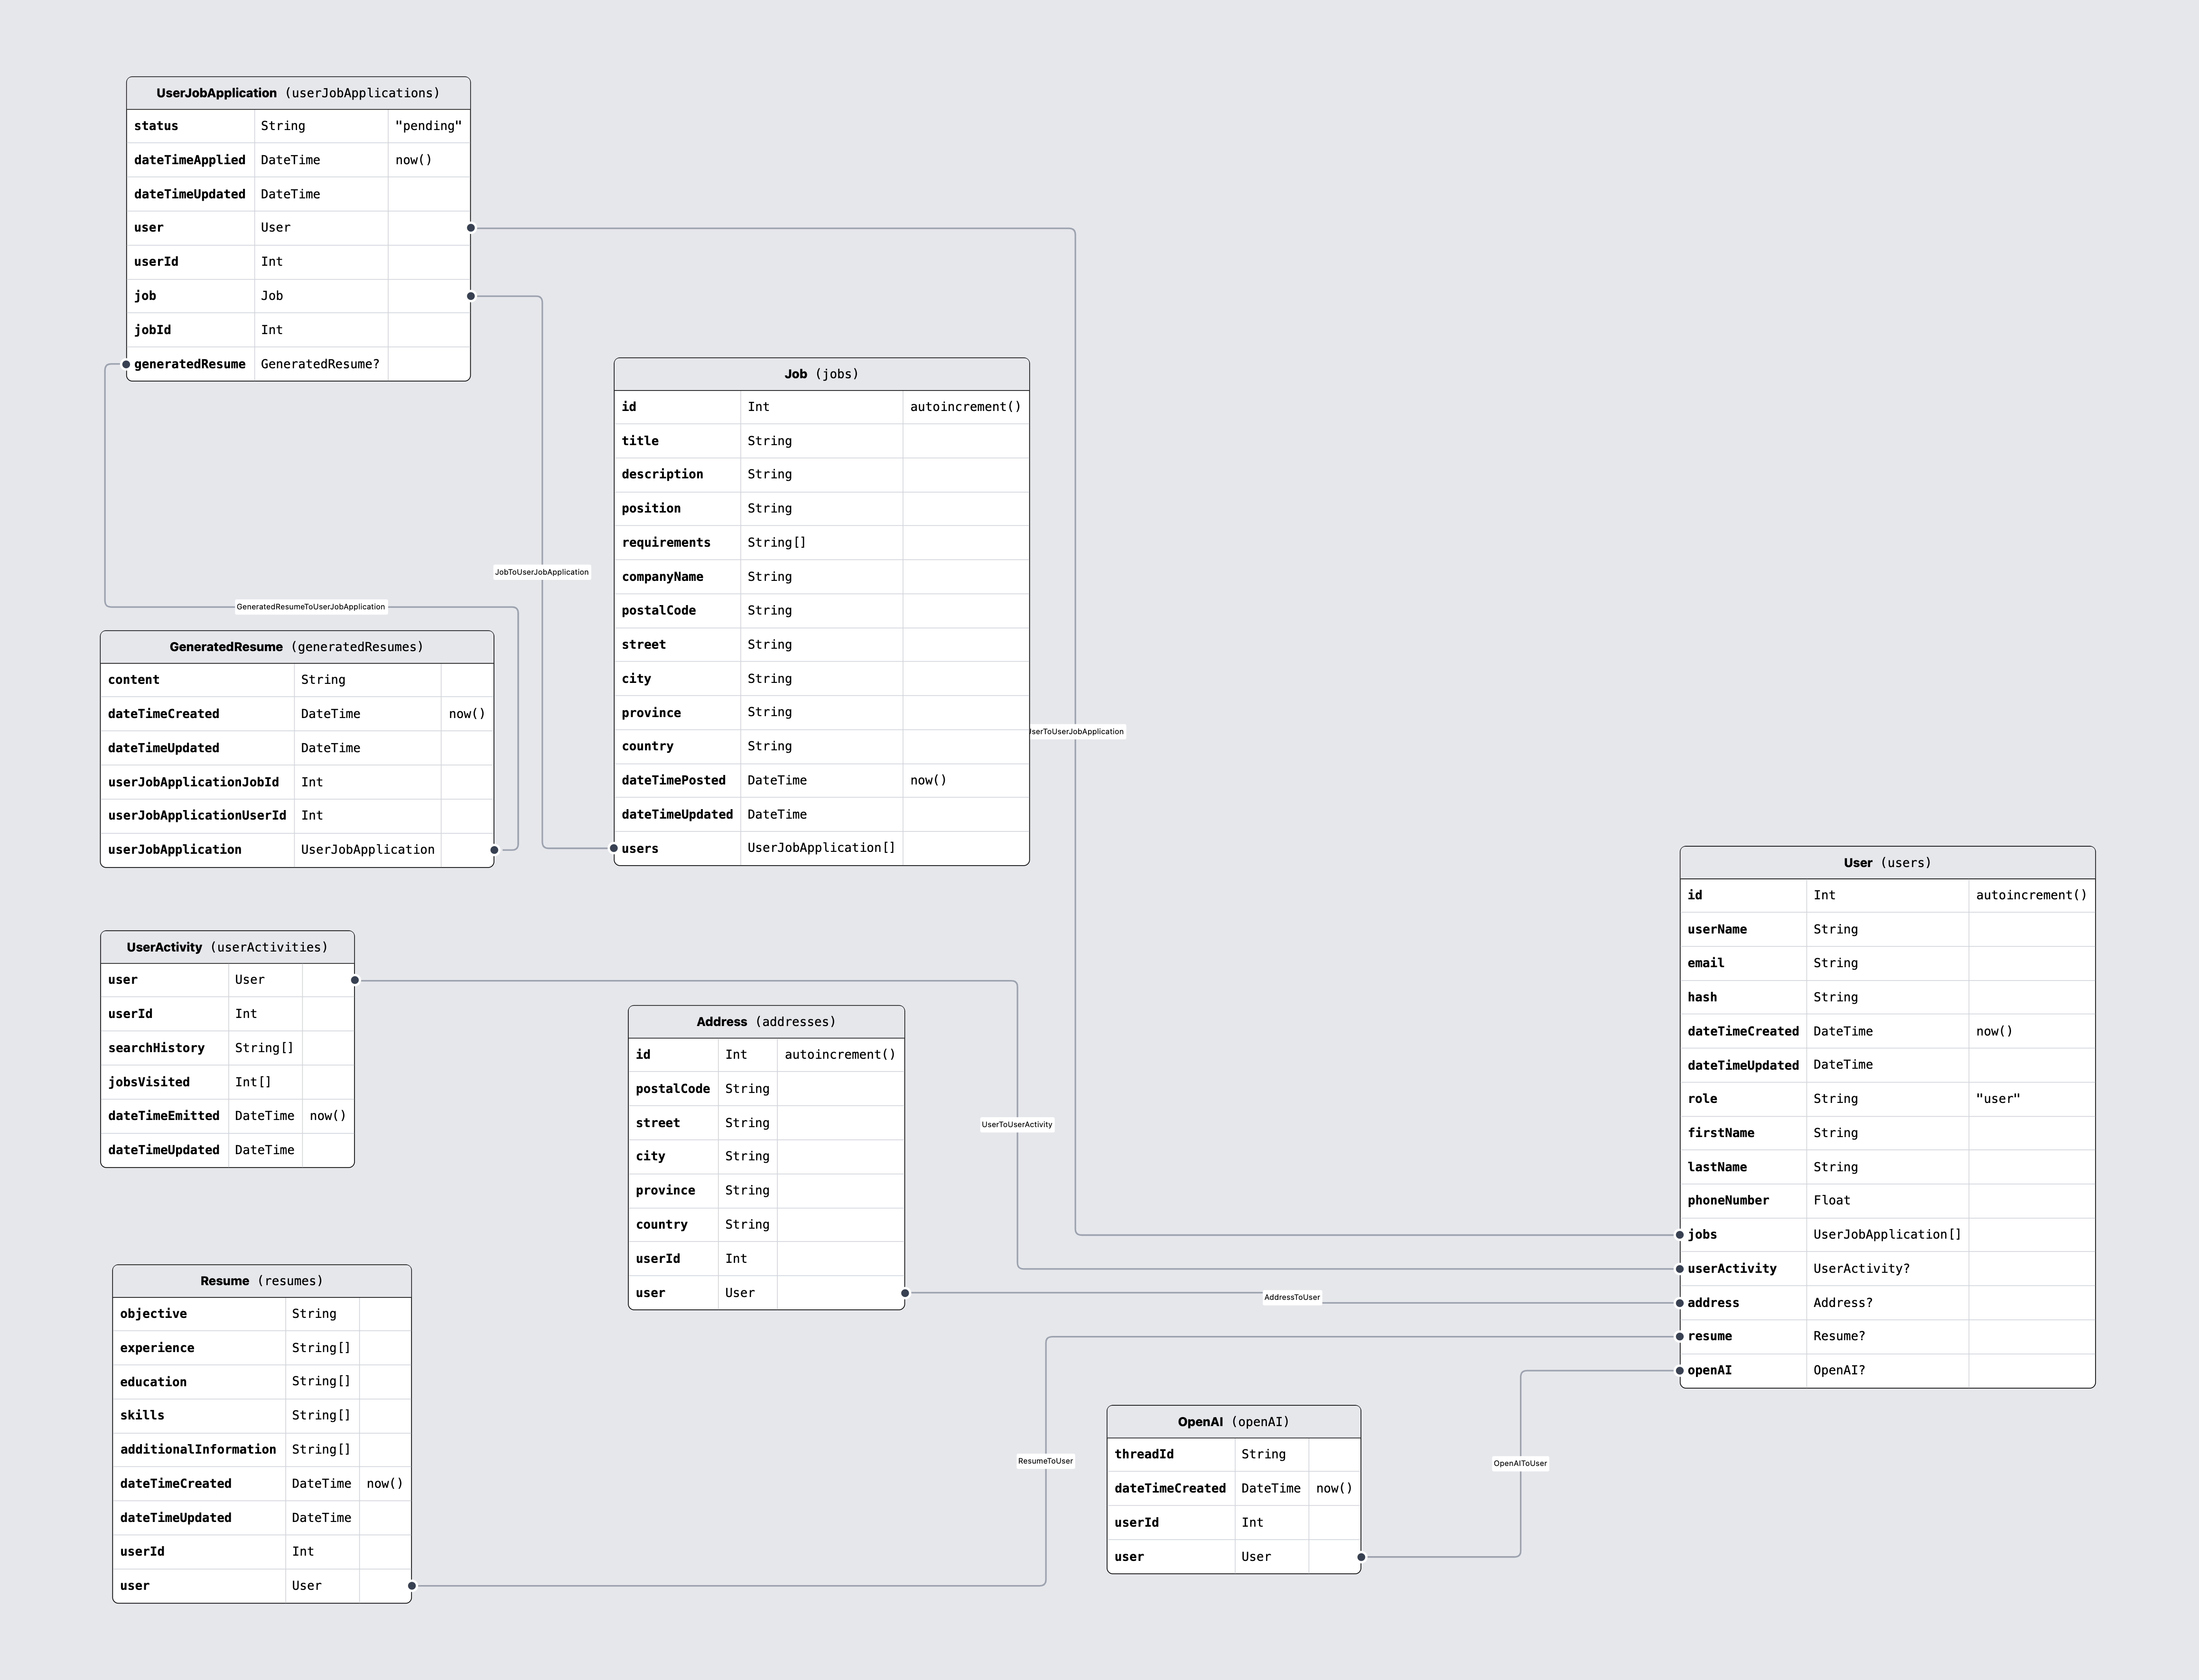 UserJobApplication (userJobApplications)
status String "pending"
dateTimeApplied DateTime now()
dateTimeUpdated DateTime
user User
userId Int
job Job
jobId Int
generatedResume GeneratedResume?
GeneratedResumeToUserJobApplication
JobToUserJobApplication
Job (jobs)
id Int autoincrement()
title String
description String
position String
requirements String[]
companyName String
postalCode String
street String
city String
province String
country String
dateTimePosted DateTime now()
dateTimeUpdated DateTime
users UserJobApplication[]
UserToUserJobApplication
GeneratedResume (generatedResumes)
content String
dateTimeCreated DateTime now()
dateTimeUpdated DateTime
userJobApplicationJobId Int
userJobApplicationUserId Int
userJobApplication UserJobApplication
User (users)
id Int autoincrement()
userName String
email String
hash String
dateTimeCreated DateTime now()
dateTimeUpdated DateTime
role String "user"
firstName String
lastName String
phoneNumber Float
jobs UserJobApplication[]
userActivity UserActivity?
address Address?
resume Resume?
openAI OpenAI?
UserActivity (userActivities)
user User
userId Int
searchHistory String[]
jobsVisited Int[]
dateTimeEmitted DateTime now()
dateTimeUpdated DateTime
Address (addresses)
id Int autoincrement()
postalCode String
street String
city String
province String
country String
userId Int
user User
UserToUserActivity
AddressToUser
Resume (resumes)
objective String
experience String[]
education String[]
skills String[]
additionalInformation String[]
dateTimeCreated DateTime now()
dateTimeUpdated DateTime
userId Int
user User
ResumeToUser
OpenAI (openAI)
threadId String
dateTimeCreated DateTime now()
userId Int
user User
OpenAIToUser